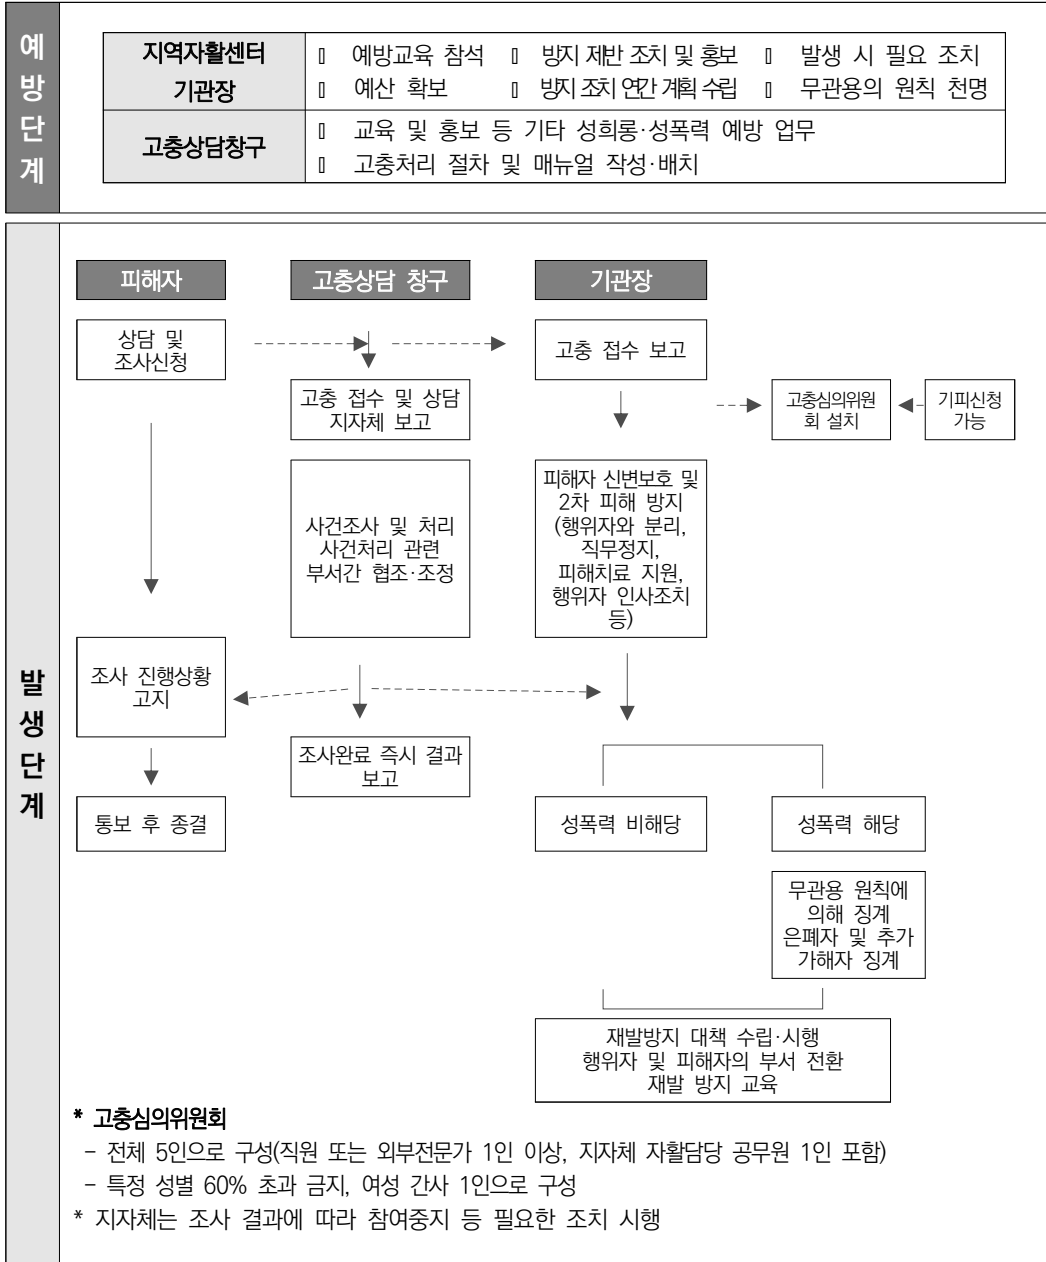 예
방
단
계
지역자활센터
기관장
▯ 예방교육 참석 ▯ 방지 제반 조치 및 홍보 ▯ 발생 시 필요 조치
▯ 예산 확보 ▯ 방지 조치 연간 계획 수립 ▯ 무관용의 원칙 천명
고충상담창구
▯ 교육 및 홍보 등 기타 성희롱·성폭력 예방 업무
▯ 고충처리 절차 및 매뉴얼 작성·배치
발
생
단
계
피해자
고충상담 창구
기관장
상담 및
조사신청
고충 접수 보고
고충 접수 및 상담
지자체 보고
고충심의위원
회 설치
기피신청
가능
사건조사 및 처리
사건처리 관련
부서간 협조·조정
피해자 신변보호 및
2차 피해 방지
(행위자와 분리,
직무정지,
피해치료 지원,
행위자 인사조치
등)
조사 진행상황
고지
조사완료 즉시 결과
보고
통보 후 종결
성폭력 비해당
성폭력 해당
무관용 원칙에
의해 징계
은폐자 및 추가
가해자 징계
재발방지 대책 수립·시행
행위자 및 피해자의 부서 전환
재발 방지 교육
* 고충심의위원회
- 전체 5인으로 구성(직원 또는 외부전문가 1인 이상, 지자체 자활담당 공무원 1인 포함)
- 특정 성별 60% 초과 금지, 여성 간사 1인으로 구성
* 지자체는 조사 결과에 따라 참여중지 등 필요한 조치 시행